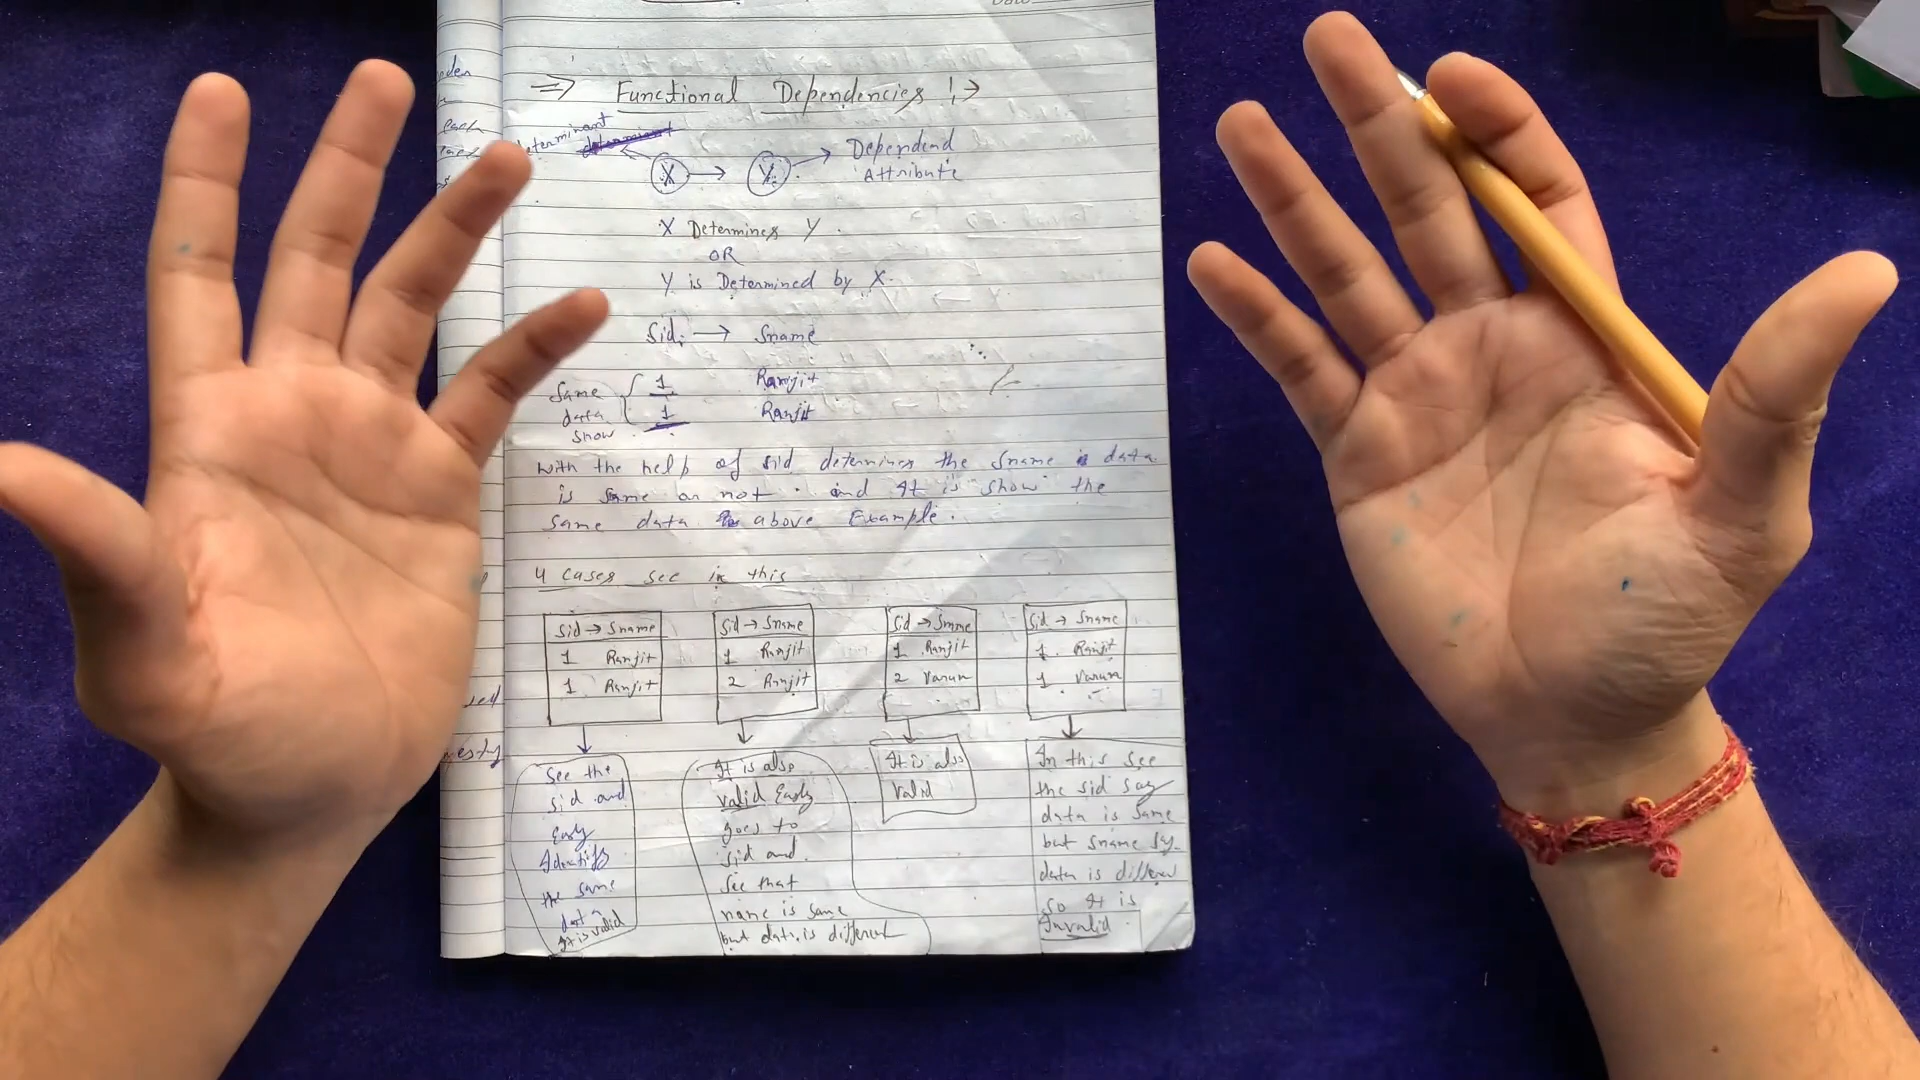 ⇒ Functional Dependencies !→
determinant
X → Y → Dependend
Attribute
X Determines Y.
OR
Y is Determined by X.
Sid → Sname
Same data show { 1 Ranjit
1 Ranjit
with the help of sid determines the Sname data
is same or not. and It is show the
same data above Example.
4 cases see in this
Sid → Sname
1 Ranjit
1 Ranjit
See the
sid and
Easly
Identify
the same
data
It is valid
Sid → Sname
1 Ranjit
2 Ranjit
It is also
valid Easly
goes to
sid and
see that
name is same
but data is different
Sid → Sname
1 Ranjit
2 Varun
It is also
valid
Sid → Sname
1 Ranjit
1 Varun
In this see
the sid say
data is same
but sname say
data is differen
so It is
Invalid.